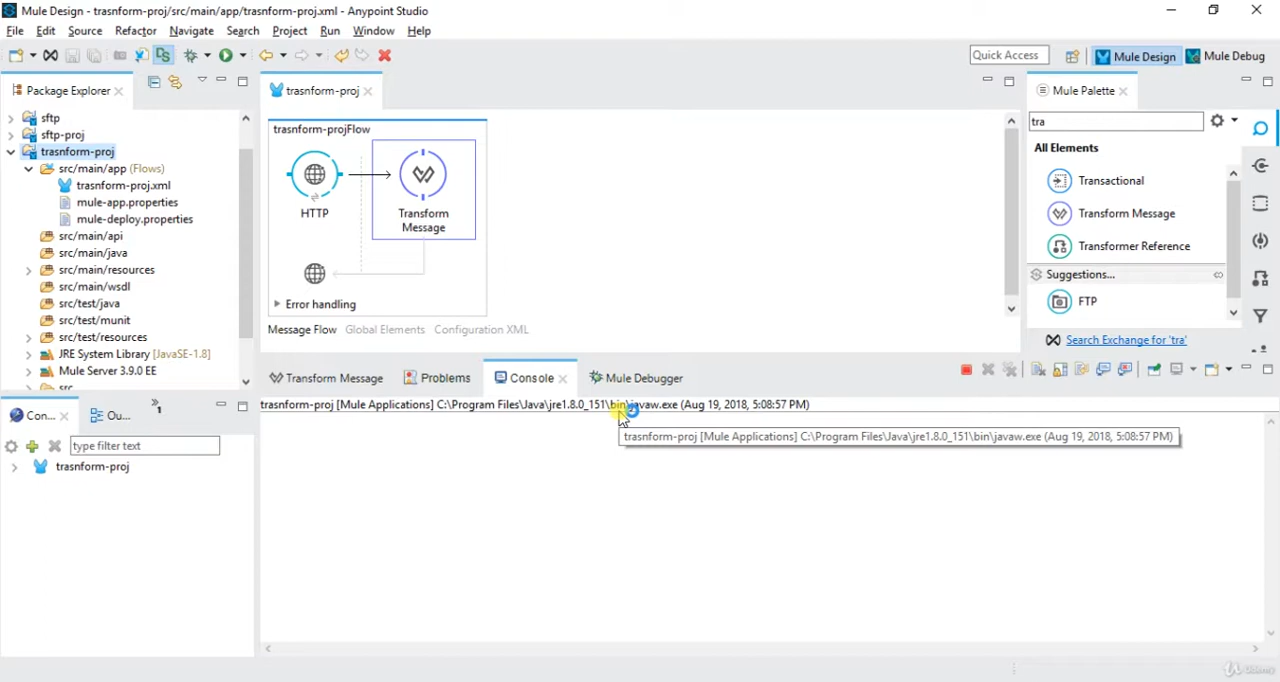 Mule Design - trasnform-proj/src/main/app/trasnform-proj.xml - Anypoint Studio
File Edit Source Refactor Navigate Search Project Run Window Help
Quick Access
Mule Design
Mule Debug
Package Explorer
sftp
sftp-proj
trasnform-proj
src/main/app (Flows)
trasnform-proj.xml
mule-app.properties
mule-deploy.properties
src/main/api
src/main/java
src/main/resources
src/main/wsdl
src/test/java
src/test/munit
src/test/resources
JRE System Library [JavaSE-1.8]
Mule Server 3.9.0 EE
src
trasnform-proj
trasnform-projFlow
HTTP
Transform
Message
Error handling
Message Flow Global Elements Configuration XML
Mule Palette
tra
All Elements
Transactional
Transform Message
Transformer Reference
Suggestions...
FTP
Search Exchange for 'tra'
Transform Message
Problems
Console
Mule Debugger
trasnform-proj [Mule Applications] C:\Program Files\Java\jre1.8.0_151\bin\javaw.exe (Aug 19, 2018, 5:08:57 PM)
trasnform-proj [Mule Applications] C:\Program Files\Java\jre1.8.0_151\bin\javaw.exe (Aug 19, 2018, 5:08:57 PM)
Con...
Ou...
1
type filter text
trasnform-proj
Udemy